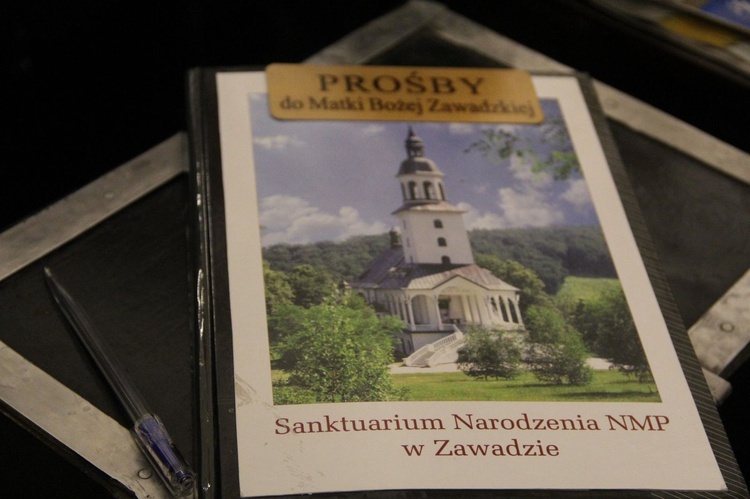 PROŚBY
do Matki Bożej Zawadzkiej
Sanktuarium Narodzenia NMP
w Zawadzie